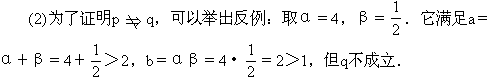 (2)为了证明p⇏q，可以举出反例：取α=4，β=1/2．它满足a=
α+β=4+1/2>2，b=αβ=4·1/2=2>1，但q不成立．